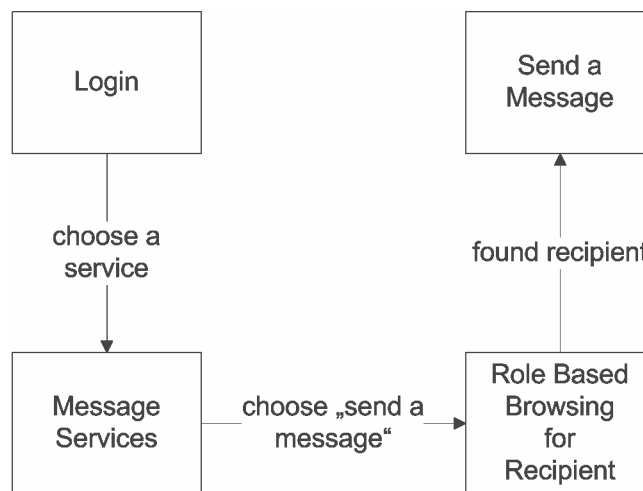 Login
Send a
Message
choose a
service
found recipient
Message
Services
choose „send a
message“
Role Based
Browsing
for
Recipient